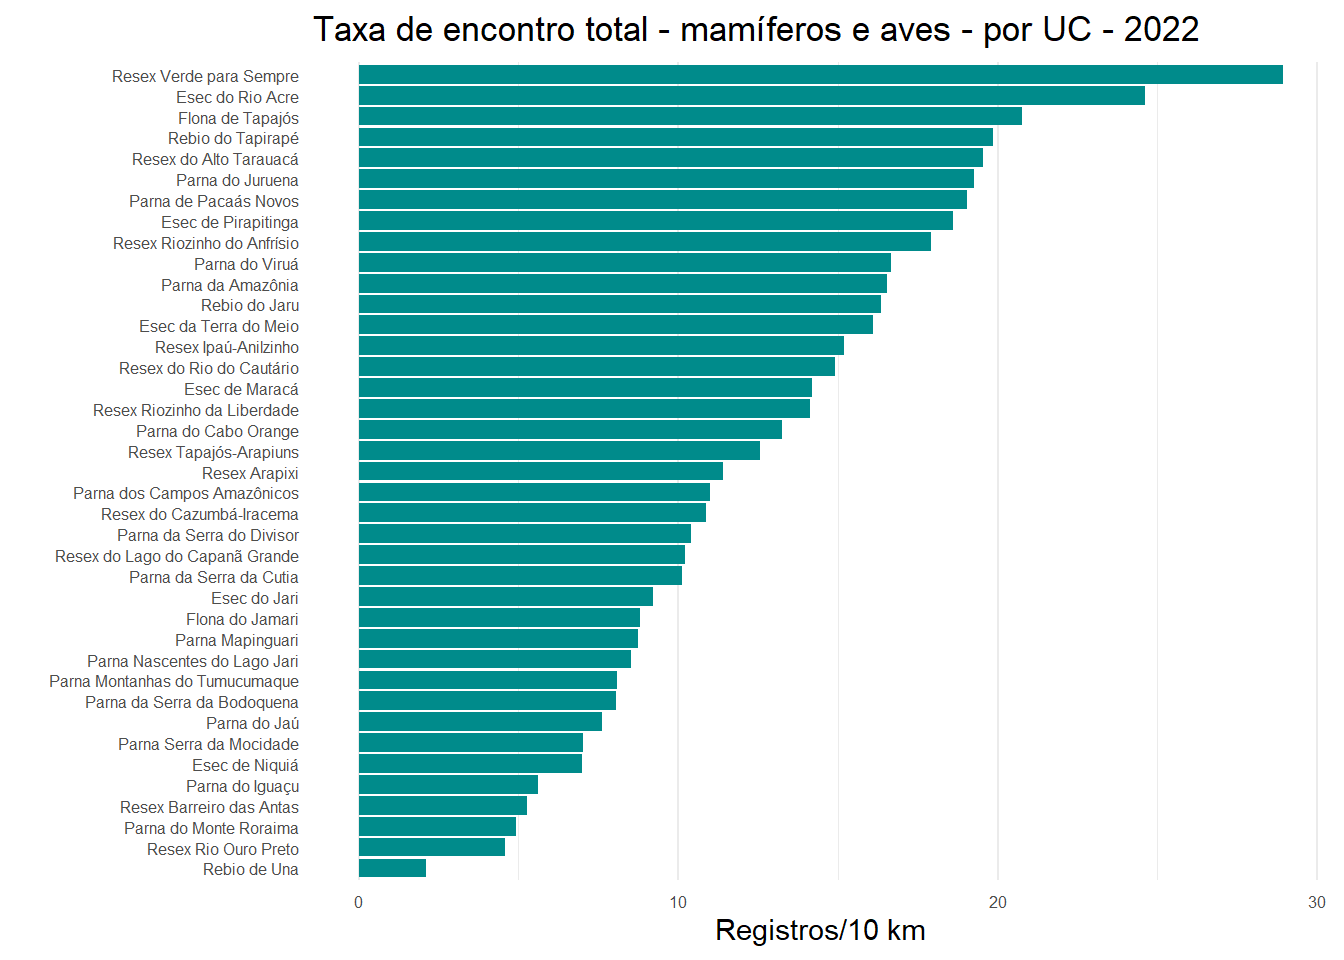 Taxa de encontro total - mamíferos e aves - por UC - 2022
Resex Verde para Sempre
Esec do Rio Acre
Flona de Tapajós
Rebio do Tapirapé
Resex do Alto Tarauacá
Parna do Juruena
Parna de Pacaás Novos
Esec de Pirapitinga
Resex Riozinho do Anfrísio
Parna do Viruá
Parna da Amazônia
Rebio do Jaru
Esec da Terra do Meio
Resex Ipaú-Anilzinho
Resex do Rio do Cautário
Esec de Maracá
Resex Riozinho da Liberdade
Parna do Cabo Orange
Resex Tapajós-Arapiuns
Resex Arapixi
Parna dos Campos Amazônicos
Resex do Cazumbá-Iracema
Parna da Serra do Divisor
Resex do Lago do Capanã Grande
Parna da Serra da Cutia
Esec do Jari
Flona do Jamari
Parna Mapinguari
Parna Nascentes do Lago Jari
Parna Montanhas do Tumucumaque
Parna da Serra da Bodoquena
Parna do Jaú
Parna Serra da Mocidade
Esec de Niquiá
Parna do Iguaçu
Resex Barreiro das Antas
Parna do Monte Roraima
Resex Rio Ouro Preto
Rebio de Una
0 10 20 30
Registros/10 km